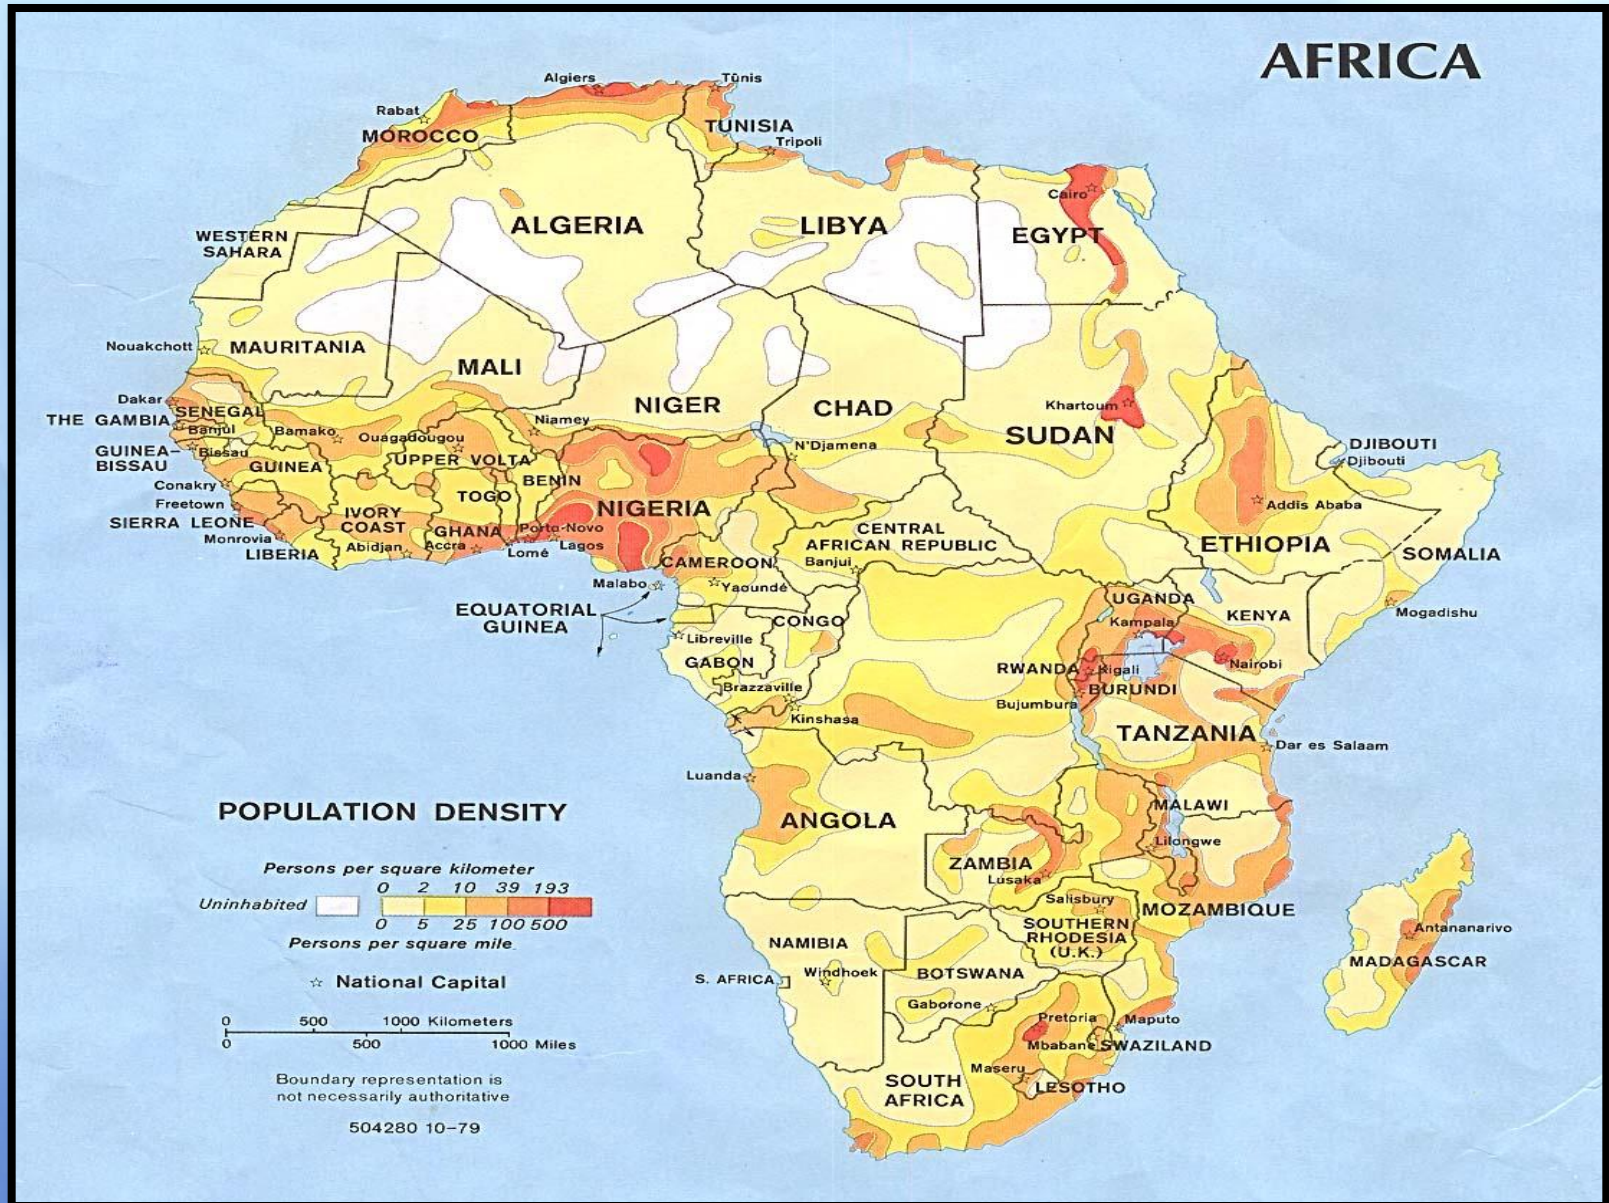 AFRICA
Algiers
Tūnis
Rabat
MOROCCO
TUNISIA
Tripoli
Cairo
ALGERIA
LIBYA
EGYPT
WESTERN
SAHARA
Nouakchott
MAURITANIA
MALI
NIGER
CHAD
SUDAN
Khartoum
Dakar
SENEGAL
THE GAMBIA
Banjul
Bamako
Ouagadougou
Niamey
N'Djamena
DJIBOUTI
Djibouti
GUINEA-
BISSAU
Bissau
GUINEA
UPPER VOLTA
BENIN
Conakry
TOGO
NIGERIA
Addis Ababa
Freetown
SIERRA LEONE
IVORY
COAST
GHANA
Porto-Novo
CENTRAL
AFRICAN REPUBLIC
ETHIOPIA
SOMALIA
Monrovia
LIBERIA
Abidjan
Accra
Lomé
Lagos
CAMEROON
Banjui
Malabo
Yaoundé
EQUATORIAL
GUINEA
CONGO
UGANDA
Kampala
KENYA
Mogadishu
Libreville
GABON
RWANDA
Kigali
Nairobi
Brazzaville
BURUNDI
Bujumbura
Kinshasa
TANZANIA
Dar es Salaam
Luanda
ANGOLA
MALAWI
Lilongwe
ZAMBIA
Lusaka
Salisbury
MOZAMBIQUE
SOUTHERN
RHODESIA
(U.K.)
NAMIBIA
Antananarivo
MADAGASCAR
S. AFRICA
Windhoek
BOTSWANA
Gaborone
Pretoria
Maputo
Mbabane
SWAZILAND
Maseru
LESOTHO
SOUTH
AFRICA
POPULATION DENSITY
Persons per square kilometer
0 2 10 39 193
Uninhabited
0 5 25 100 500
Persons per square mile
National Capital
0 500 1000 Kilometers
0 500 1000 Miles
Boundary representation is
not necessarily authoritative
504280 10-79